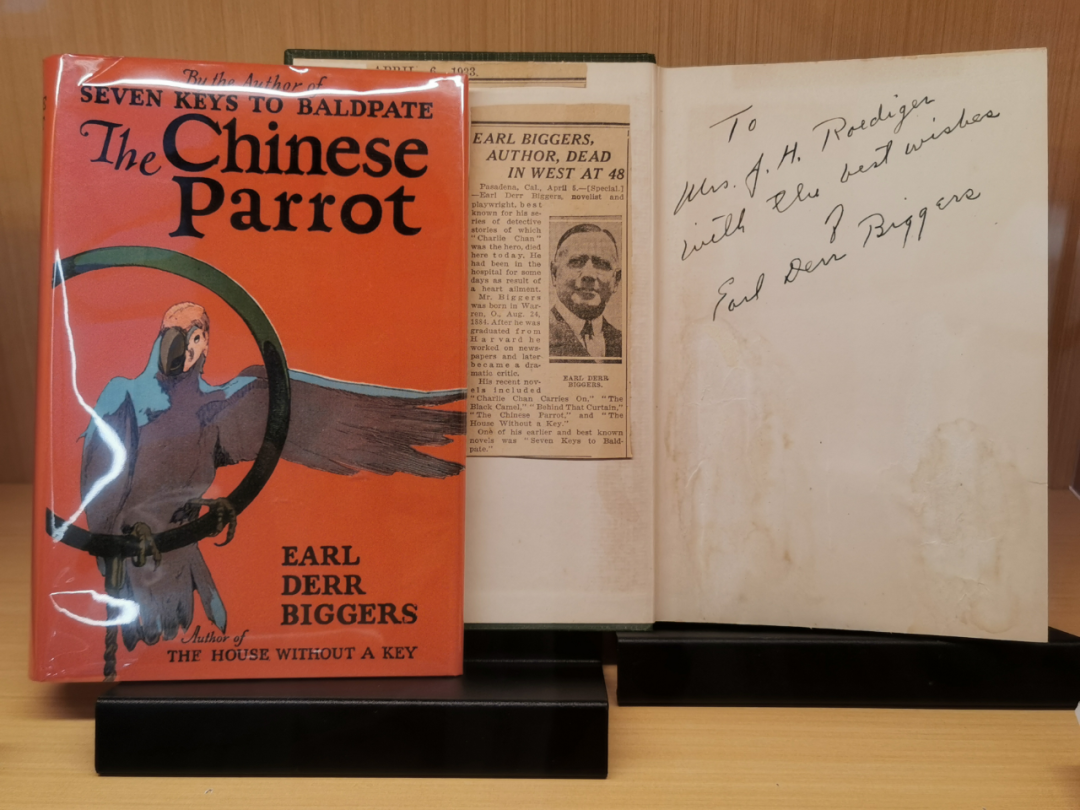 By the Author of
SEVEN KEYS TO BALDPATE
The Chinese
Parrot
EARL
DERR
BIGGERS
Author of
THE HOUSE WITHOUT A KEY
APRIL 6, 1933.
EARL BIGGERS,
AUTHOR, DEAD
IN WEST AT 48
Pasadena, Cal., April 5.—[Special.]
—Earl Derr Biggers, novelist and
playwright, best
known for his se-
ries of detective
stories of which
"Charlie Chan"
was the hero, died
here today. He
had been in the
hospital for some
days as result of
a heart ailment.
Mr. Biggers
was born in War-
ren, O., Aug. 24,
1884. After he was
graduated from
Harvard he
worked on news-
papers and later
became a dra-
matic critic.
His recent nov-
els included
"Charlie Chan Carries On," "The
Black Camel," "Behind That Curtain,"
"The Chinese Parrot," and "The
House Without a Key."
One of his earlier and best known
novels was "Seven Keys to Bald-
pate."
EARL DERR
BIGGERS.
To
Mrs. J. H. Roediger
with the best wishes
of
Earl Derr Biggers